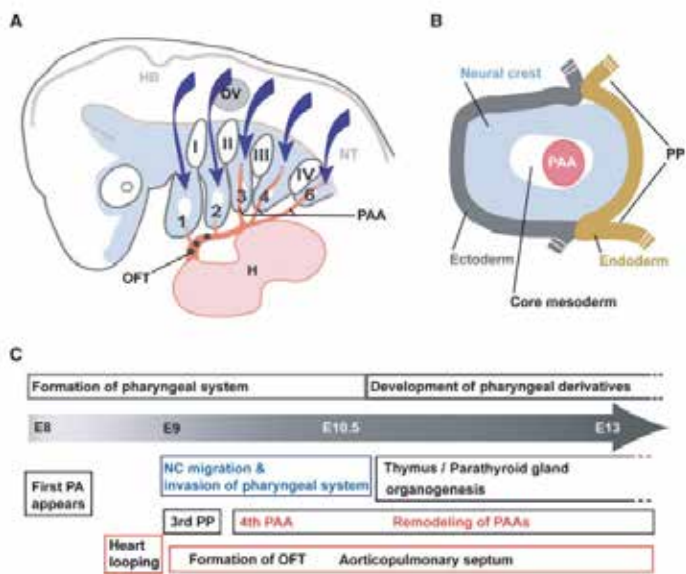 A
HB
OV
NT
I
II
III
IV
1
2
3
4
6
PAA
OFT
H
B
Neural crest
PAA
PP
Ectoderm
Endoderm
Core mesoderm
C
Formation of pharyngeal system
Development of pharyngeal derivatives
E8
E9
E10.5
E13
First PA
appears
NC migration &
invasion of pharyngeal system
Thymus / Parathyroid gland
organogenesis
3rd PP
4th PAA
Remodeling of PAAs
Heart
looping
Formation of OFT
Aorticopulmonary septum